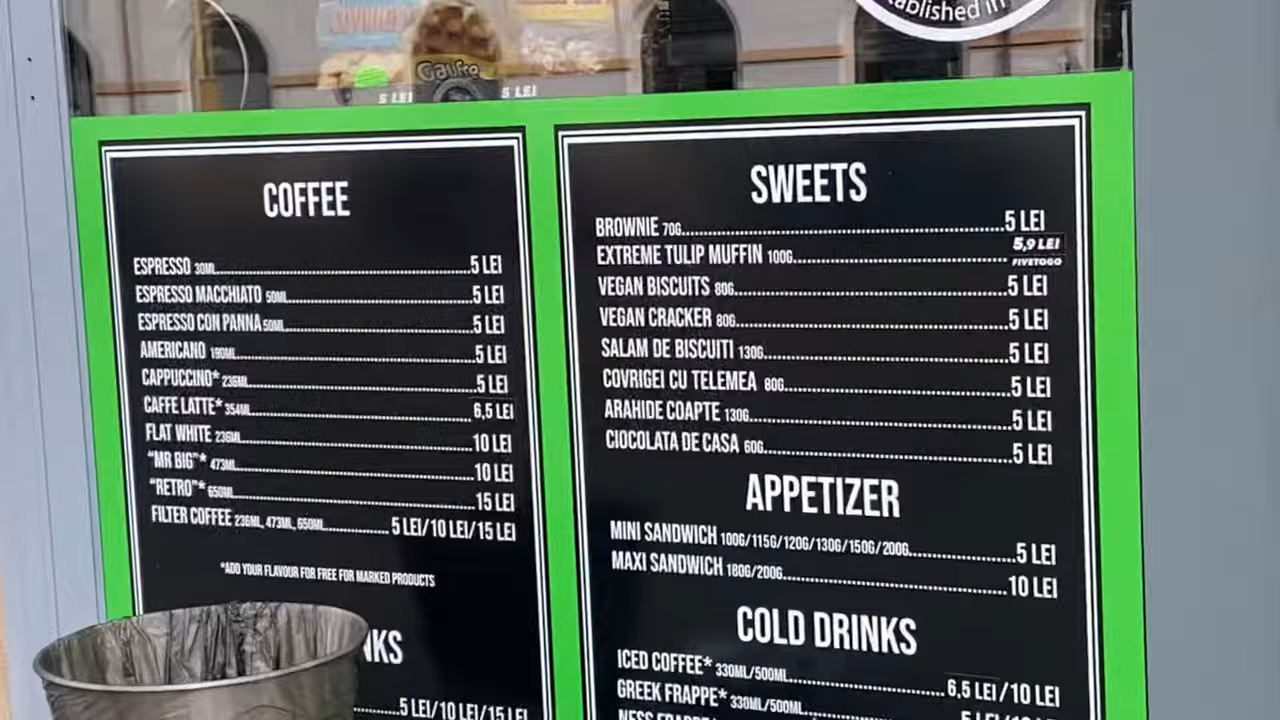 Gaufre
5 LEI
5 LEI
Established in
COFFEE
ESPRESSO 30ML 5 LEI
ESPRESSO MACCHIATO 50ML 5 LEI
ESPRESSO CON PANNA 50ML 5 LEI
AMERICANO 190ML 5 LEI
CAPPUCCINO* 236ML 5 LEI
CAFFE LATTE* 354ML 6,5 LEI
FLAT WHITE 236ML 10 LEI
"MR BIG"* 473ML 10 LEI
"RETRO"* 650ML 15 LEI
FILTER COFFEE 236ML, 473ML, 650ML 5 LEI/10 LEI/15 LEI
*ADD YOUR FLAVOUR FOR FREE FOR MARKED PRODUCTS
5 LEI/10 LEI/15 LEI
SWEETS
BROWNIE 70G 5 LEI
EXTREME TULIP MUFFIN 100G 5,9 LEI
FIVETOGO
VEGAN BISCUITS 80G 5 LEI
VEGAN CRACKER 80G 5 LEI
SALAM DE BISCUITI 130G 5 LEI
COVRIGEI CU TELEMEA 80G 5 LEI
ARAHIDE COAPTE 130G 5 LEI
CIOCOLATA DE CASA 60G 5 LEI
APPETIZER
MINI SANDWICH 100G/115G/120G/130G/150G/200G 5 LEI
MAXI SANDWICH 180G/200G 10 LEI
COLD DRINKS
ICED COFFEE* 330ML/500ML 6,5 LEI/10 LEI
GREEK FRAPPE* 330ML/500ML